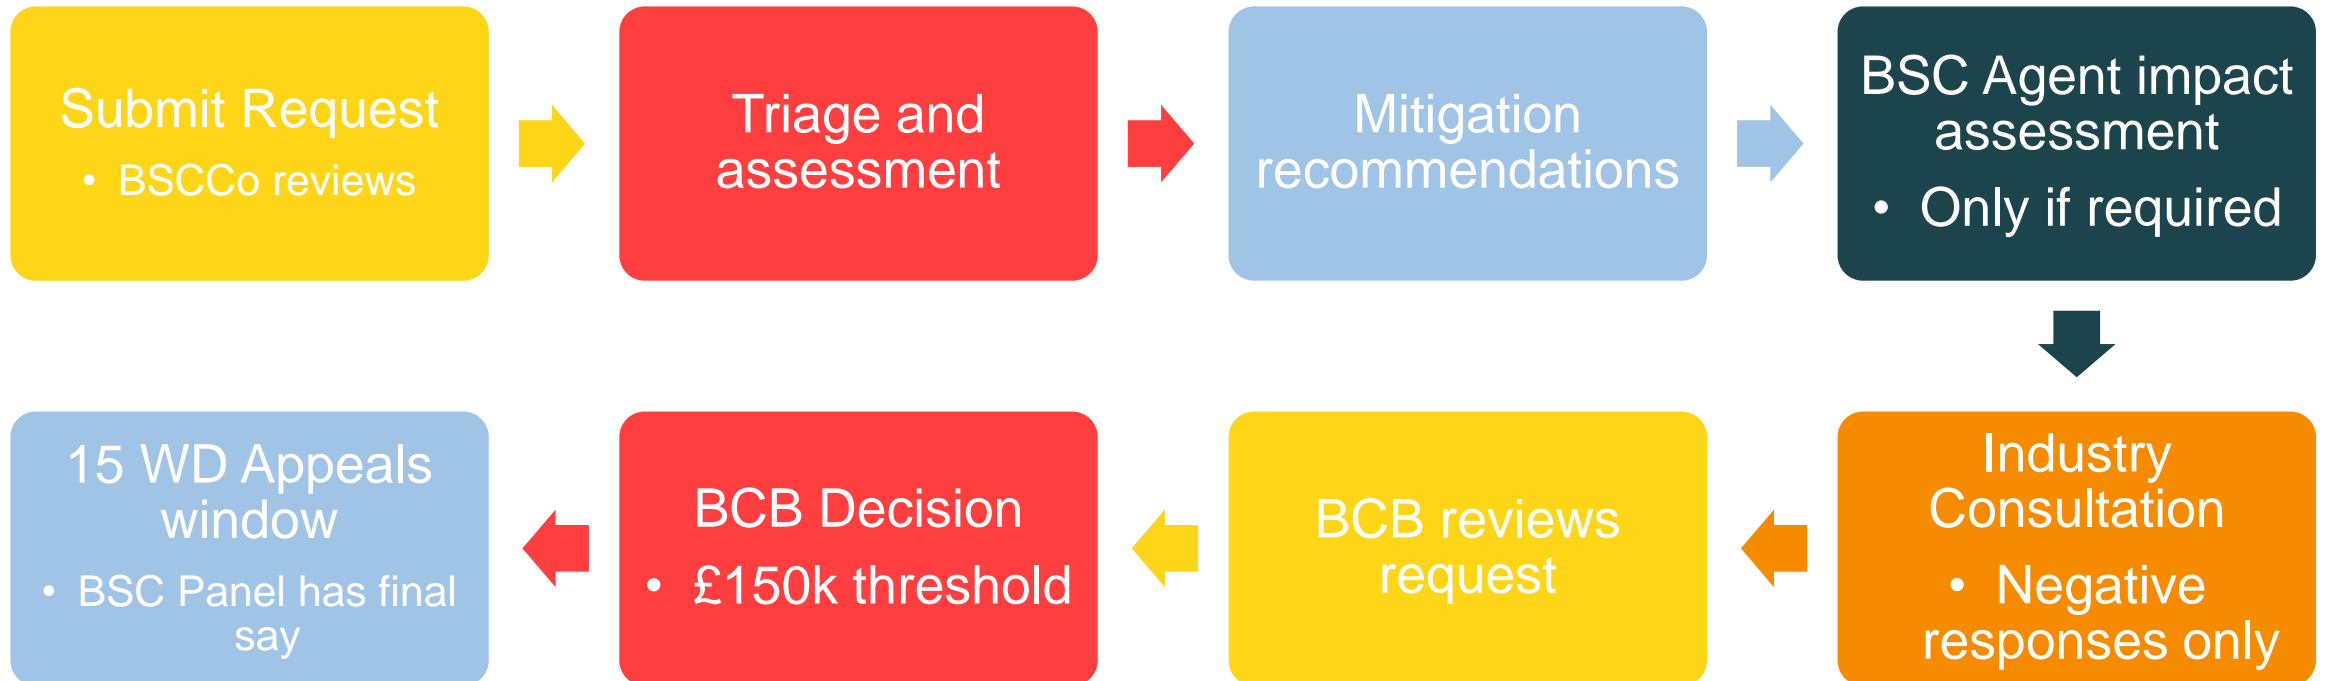 Submit Request
• BSCCo reviews
Triage and
assessment
Mitigation
recommendations
BSC Agent impact
assessment
• Only if required
Industry
Consultation
• Negative
responses only
BCB reviews
request
BCB Decision
• £150k threshold
15 WD Appeals
window
• BSC Panel has final
say